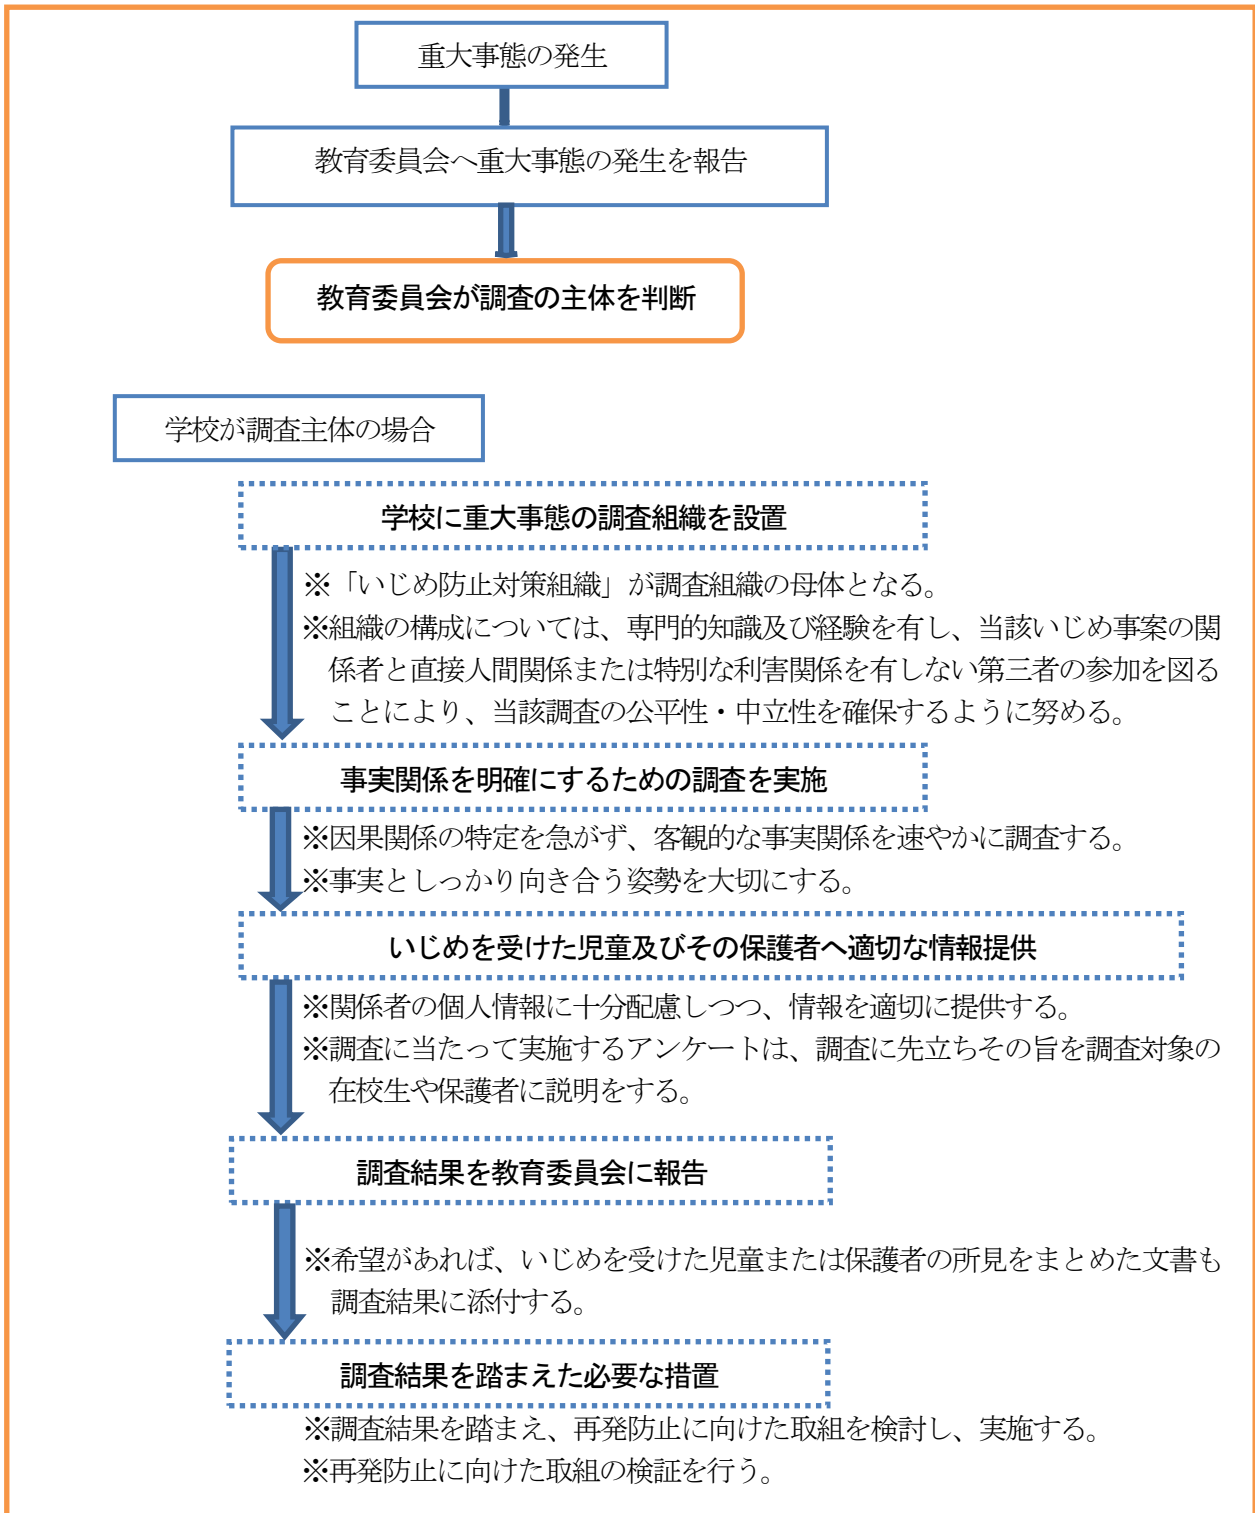 重大事態の発生
教育委員会へ重大事態の発生を報告
教育委員会が調査の主体を判断
学校が調査主体の場合
学校に重大事態の調査組織を設置
※「いじめ防止対策組織」が調査組織の母体となる。
※組織の構成については、専門的知識及び経験を有し、当該いじめ事案の関
係者と直接人間関係または特別な利害関係を有しない第三者の参加を図る
ことにより、当該調査の公平性・中立性を確保するように努める。
事実関係を明確にするための調査を実施
※因果関係の特定を急がず、客観的な事実関係を速やかに調査する。
※事実としっかり向き合う姿勢を大切にする。
いじめを受けた児童及びその保護者へ適切な情報提供
※関係者の個人情報に十分配慮しつつ、情報を適切に提供する。
※調査に当たって実施するアンケートは、調査に先立ちその旨を調査対象の
在校生や保護者に説明をする。
調査結果を教育委員会に報告
※希望があれば、いじめを受けた児童または保護者の所見をまとめた文書も
調査結果に添付する。
調査結果を踏まえた必要な措置
※調査結果を踏まえ、再発防止に向けた取組を検討し、実施する。
※再発防止に向けた取組の検証を行う。